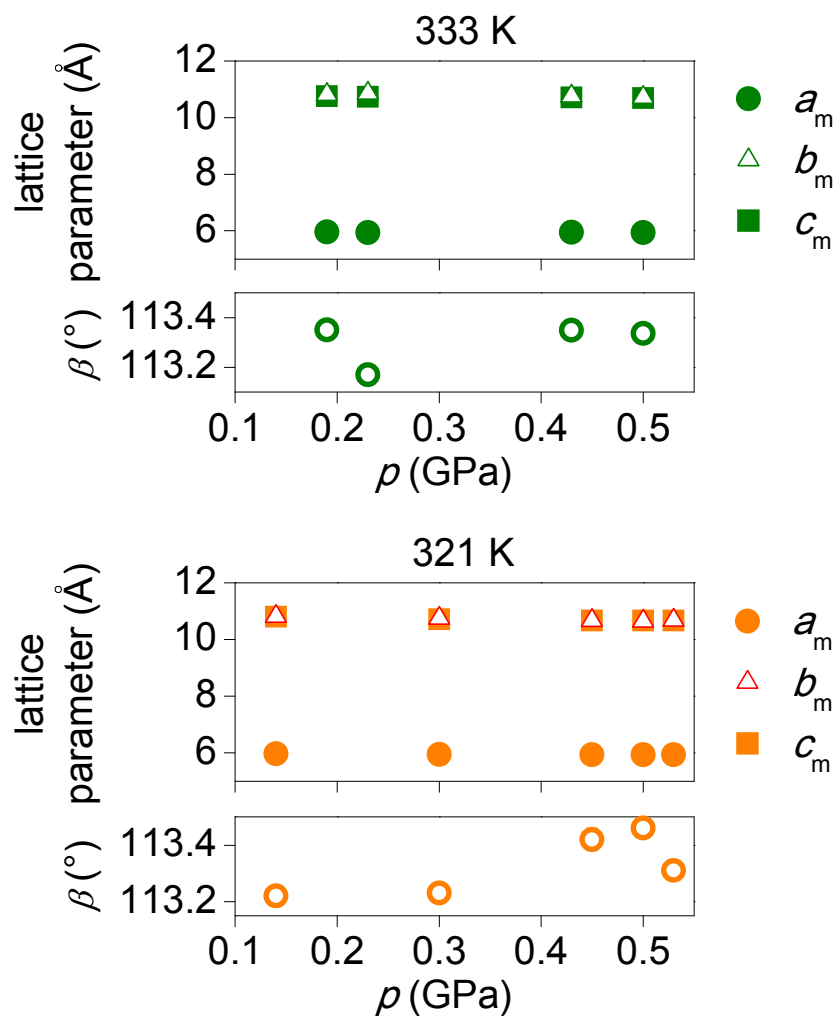 333 K
lattice
parameter (Å)
12
10
8
6
a_m
b_m
c_m
β (°)
113.4
113.2
0.1 0.2 0.3 0.4 0.5
p (GPa)
321 K
lattice
parameter (Å)
12
10
8
6
a_m
b_m
c_m
β (°)
113.4
113.2
0.1 0.2 0.3 0.4 0.5
p (GPa)